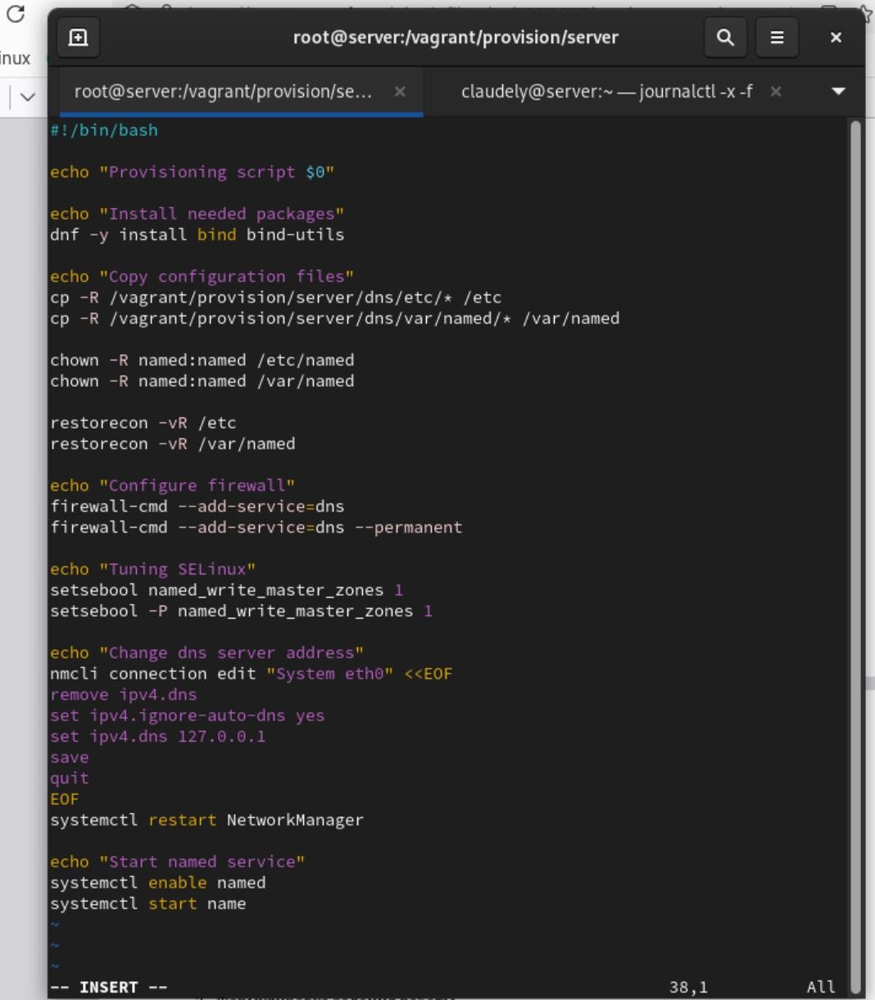 inux
root@server:/vagrant/provision/server
root@server:/vagrant/provision/se...
claudely@server:~ — journalctl -x -f
#!/bin/bash
echo "Provisioning script $0"
echo "Install needed packages"
dnf -y install bind bind-utils
echo "Copy configuration files"
cp -R /vagrant/provision/server/dns/etc/* /etc
cp -R /vagrant/provision/server/dns/var/named/* /var/named
chown -R named:named /etc/named
chown -R named:named /var/named
restorecon -vR /etc
restorecon -vR /var/named
echo "Configure firewall"
firewall-cmd --add-service=dns
firewall-cmd --add-service=dns --permanent
echo "Tuning SELinux"
setsebool named_write_master_zones 1
setsebool -P named_write_master_zones 1
echo "Change dns server address"
nmcli connection edit "System eth0" <<EOF
remove ipv4.dns
set ipv4.ignore-auto-dns yes
set ipv4.dns 127.0.0.1
save
quit
EOF
systemctl restart NetworkManager
echo "Start named service"
systemctl enable named
systemctl start name
~
~
~
-- INSERT -- 38,1 All